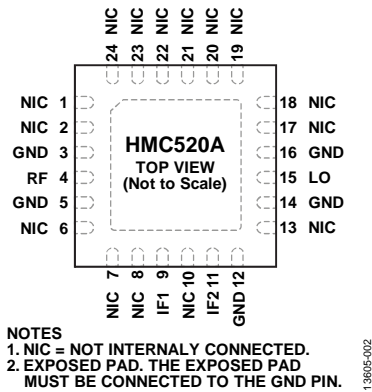 24 NIC
23 NIC
22 NIC
21 NIC
20 NIC
19 NIC
NIC 1
NIC 2
GND 3
RF 4
GND 5
NIC 6
HMC520A
TOP VIEW
(Not to Scale)
18 NIC
17 NIC
16 GND
15 LO
14 GND
13 NIC
NIC 7
NIC 8
IF1 9
NIC 10
IF2 11
GND 12
NOTES
1. NIC = NOT INTERNALY CONNECTED.
2. EXPOSED PAD. THE EXPOSED PAD
MUST BE CONNECTED TO THE GND PIN.
13605-002